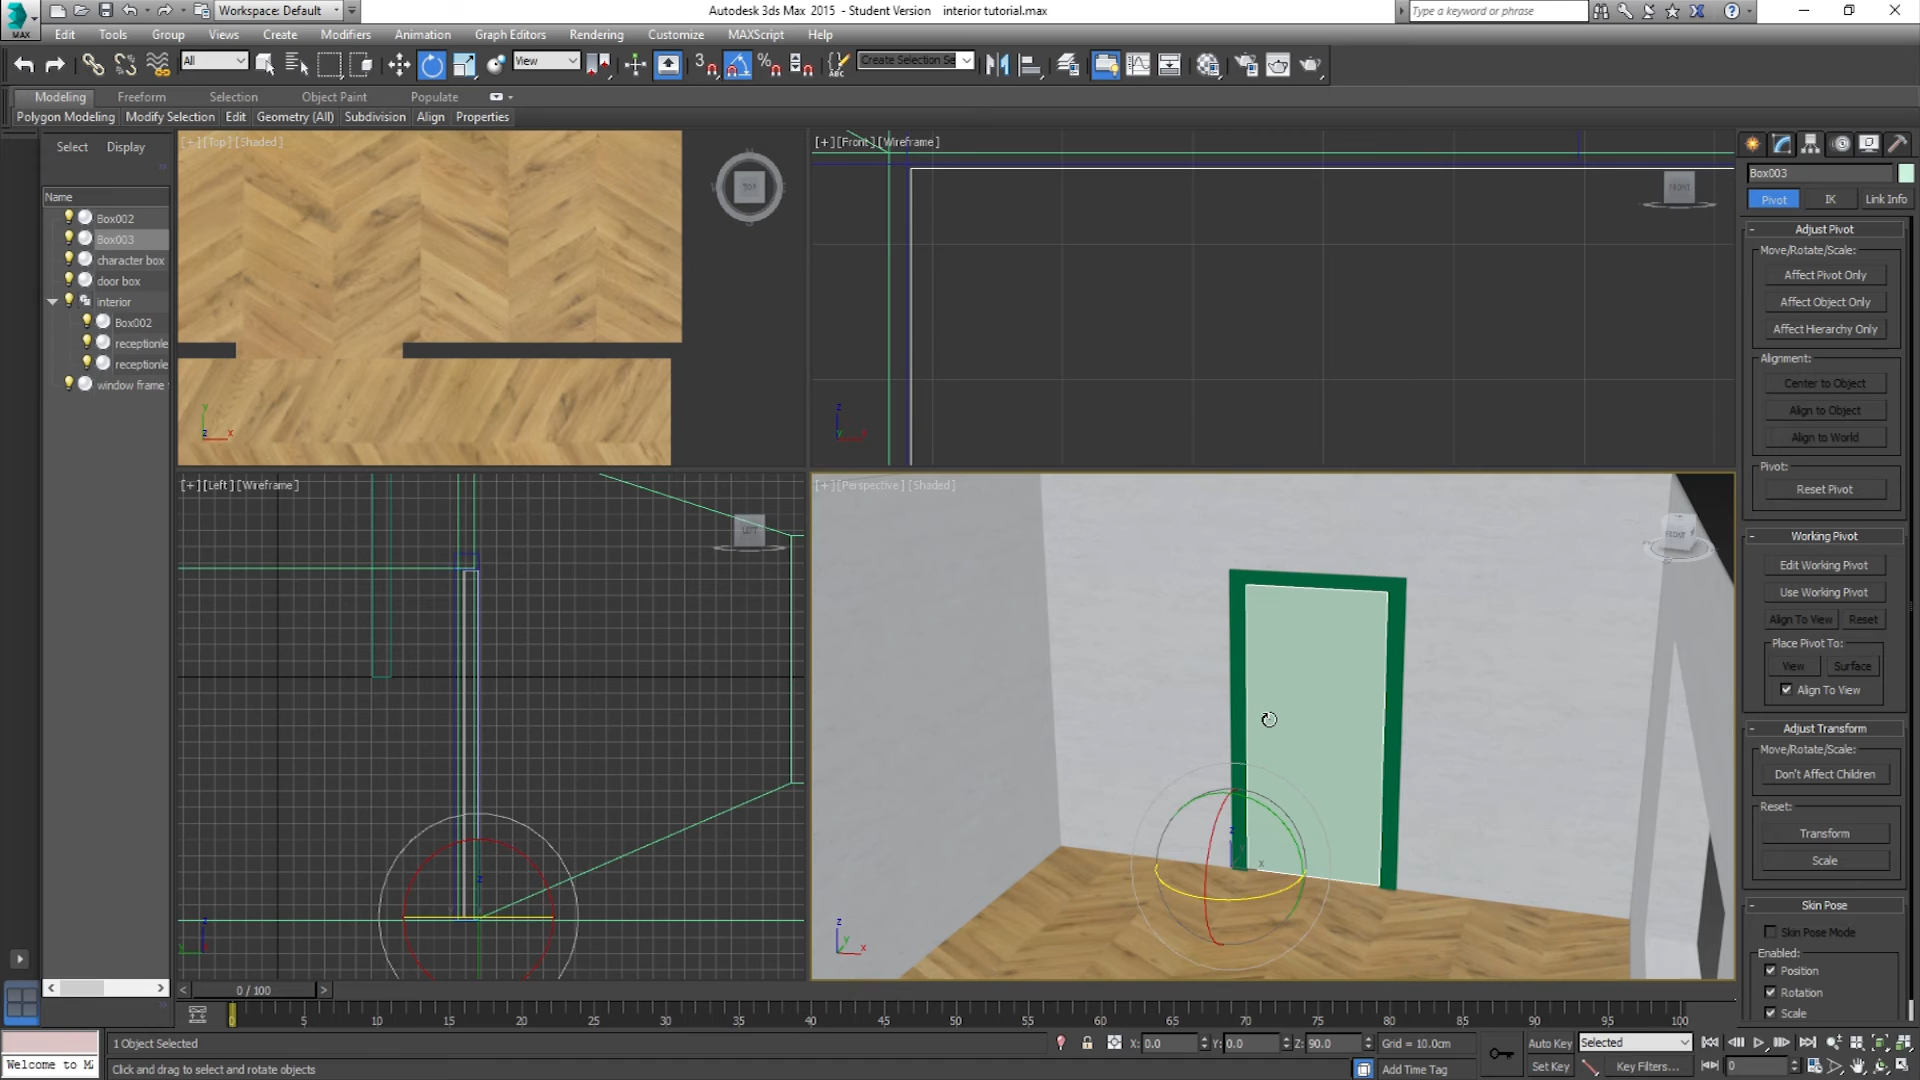 Workspace: Default
Autodesk 3ds Max 2015 - Student Version interior tutorial.max
Type a keyword or phrase
MAX
Edit Tools Group Views Create Modifiers Animation Graph Editors Rendering Customize MAXScript Help
All
View
3
Create Selection Se
Modeling Freeform Selection Object Paint Populate
Polygon Modeling Modify Selection Edit Geometry (All) Subdivision Align Properties
Select Display
Name
Box002
Box003
character box
door box
interior
Box002
receptionle
receptionle
window frame
[+][Top][Shaded]
TOP
[+][Front][Wireframe]
FRONT
[+][Left][Wireframe]
LEFT
[+][Perspective][Shaded]
FRONT
Box003
Pivot IK Link Info
Adjust Pivot
Move/Rotate/Scale:
Affect Pivot Only
Affect Object Only
Affect Hierarchy Only
Alignment:
Center to Object
Align to Object
Align to World
Pivot:
Reset Pivot
Working Pivot
Edit Working Pivot
Use Working Pivot
Align To View Reset
Place Pivot To:
View Surface
Align To View
Adjust Transform
Move/Rotate/Scale:
Don't Affect Children
Reset:
Transform
Scale
Skin Pose
Skin Pose Mode
Enabled:
Position
Rotation
Scale
0 / 100
5 10 15 20 25 30 35 40 45 50 55 60 65 70 75 80 85 90 95 100
1 Object Selected
X: 0.0 Y: 0.0 Z: 90.0 Grid = 10.0cm
Auto Key Selected
Welcome to M
Click and drag to select and rotate objects
Add Time Tag
Set Key Key Filters...
0